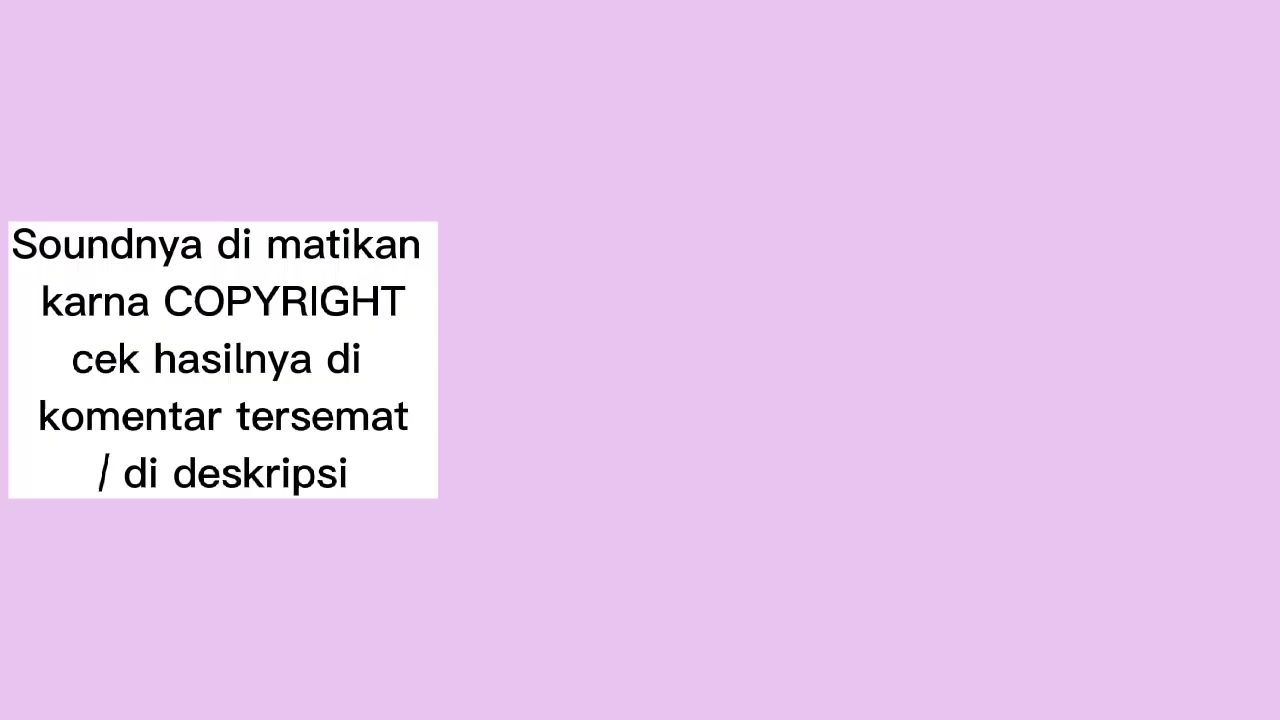 Soundnya di matikan
karna COPYRIGHT
cek hasilnya di
komentar tersemat
/ di deskripsi